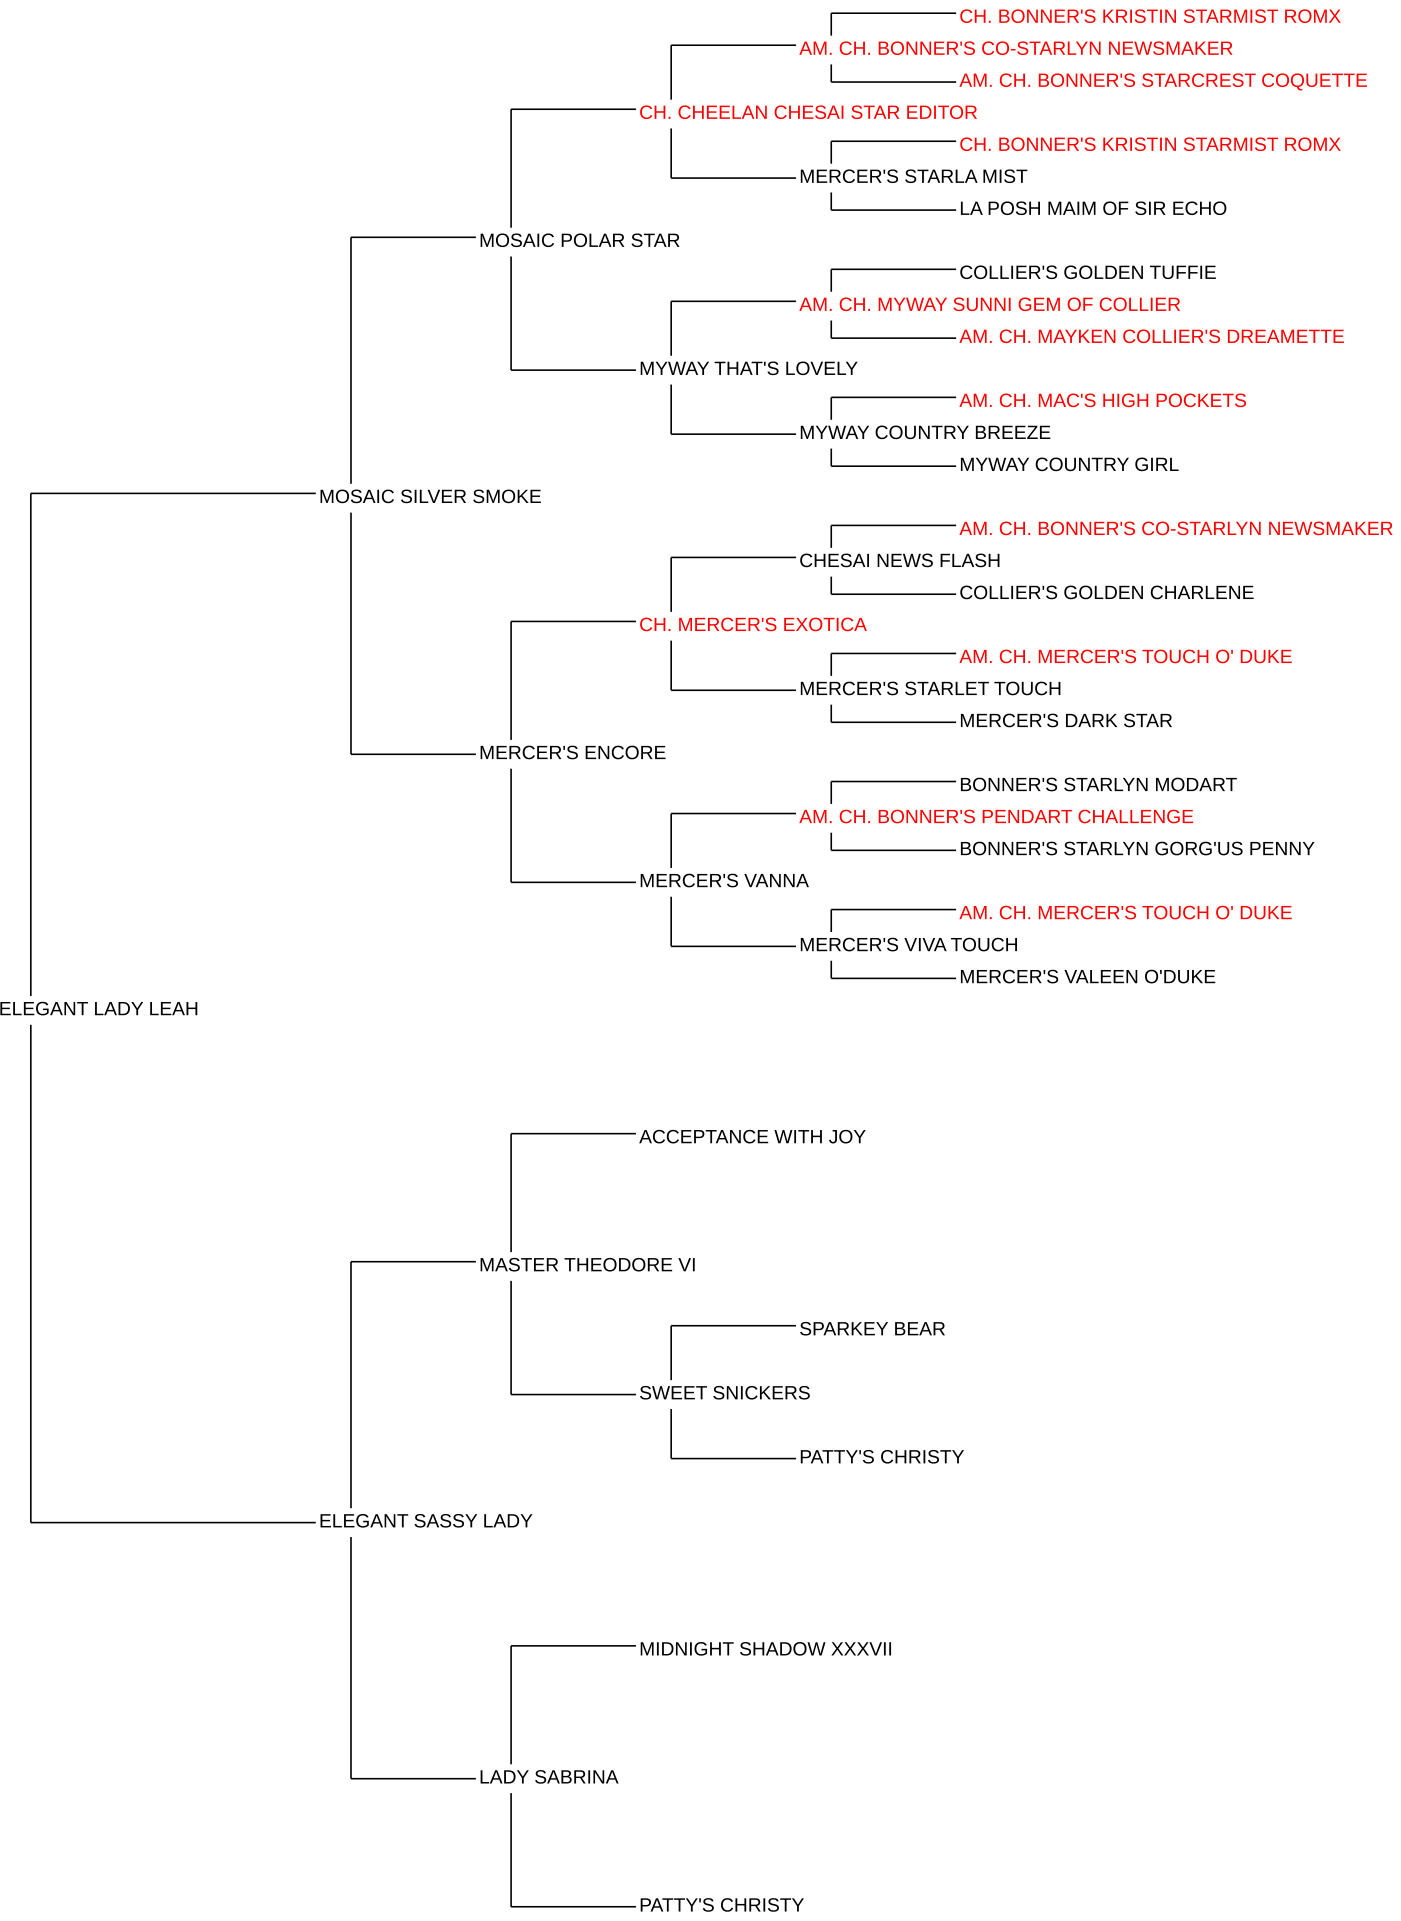 CH. BONNER'S KRISTIN STARMIST ROMX
AM. CH. BONNER'S CO-STARLYN NEWSMAKER
AM. CH. BONNER'S STARCREST COQUETTE
CH. CHEELAN CHESAI STAR EDITOR
CH. BONNER'S KRISTIN STARMIST ROMX
MERCER'S STARLA MIST
LA POSH MAIM OF SIR ECHO
MOSAIC POLAR STAR
COLLIER'S GOLDEN TUFFIE
AM. CH. MYWAY SUNNI GEM OF COLLIER
AM. CH. MAYKEN COLLIER'S DREAMETTE
MYWAY THAT'S LOVELY
AM. CH. MAC'S HIGH POCKETS
MYWAY COUNTRY BREEZE
MYWAY COUNTRY GIRL
MOSAIC SILVER SMOKE
AM. CH. BONNER'S CO-STARLYN NEWSMAKER
CHESAI NEWS FLASH
COLLIER'S GOLDEN CHARLENE
CH. MERCER'S EXOTICA
AM. CH. MERCER'S TOUCH O' DUKE
MERCER'S STARLET TOUCH
MERCER'S DARK STAR
MERCER'S ENCORE
BONNER'S STARLYN MODART
AM. CH. BONNER'S PENDART CHALLENGE
BONNER'S STARLYN GORG'US PENNY
MERCER'S VANNA
AM. CH. MERCER'S TOUCH O' DUKE
MERCER'S VIVA TOUCH
MERCER'S VALEEN O'DUKE
ELEGANT LADY LEAH
ACCEPTANCE WITH JOY
MASTER THEODORE VI
SPARKEY BEAR
SWEET SNICKERS
PATTY'S CHRISTY
ELEGANT SASSY LADY
MIDNIGHT SHADOW XXXVII
LADY SABRINA
PATTY'S CHRISTY